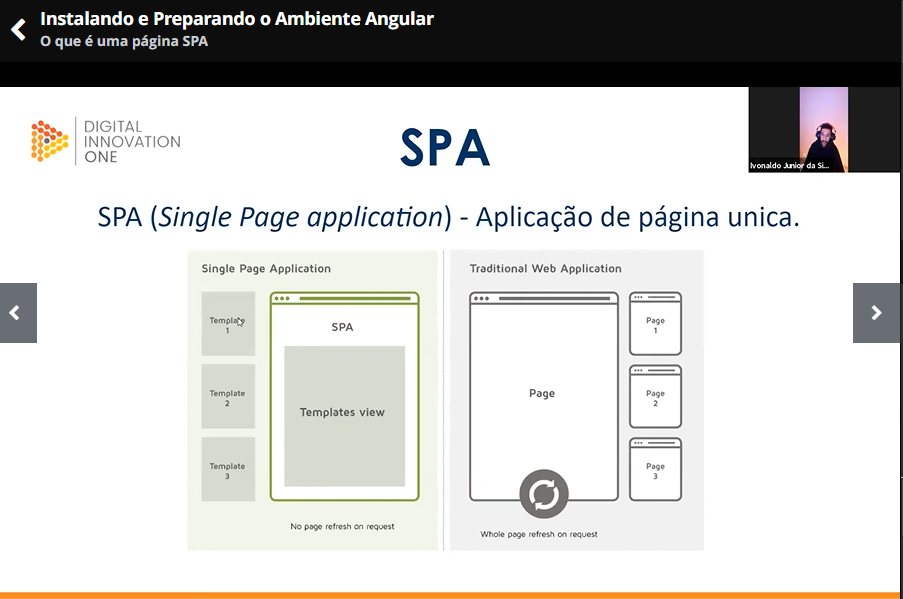 Instalando e Preparando o Ambiente Angular
O que é uma página SPA
DIGITAL
INNOVATION
ONE
SPA
Ivonaldo Junior da Si...
SPA (Single Page application) - Aplicação de página unica.
Single Page Application
Template
1
Template
2
Template
3
SPA
Templates view
No page refresh on request
Traditional Web Application
Page
Page
1
Page
2
Page
3
Whole page refresh on request